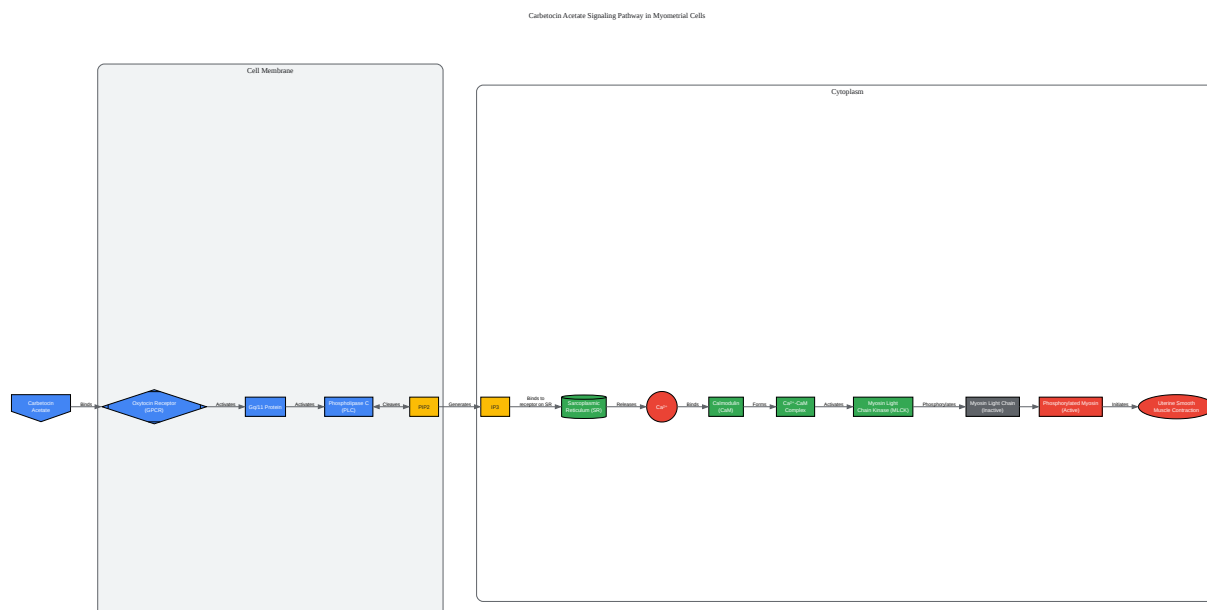 Carbetocin Acetate Signaling Pathway in Myometrial Cells
Cell Membrane
Cytoplasm
Carbetocin
Acetate
Binds
Oxytocin Receptor
(GPCR)
Activates
Gq/11 Protein
Activates
Phospholipase C
(PLC)
Cleaves
PIP2
Generates
IP3
Binds to
receptor on SR
Sarcoplasmic
Reticulum (SR)
Releases
Ca²⁺
Binds
Calmodulin
(CaM)
Forms
Ca²⁺-CaM
Complex
Activates
Myosin Light
Chain Kinase (MLCK)
Phosphorylates
Myosin Light Chain
(Inactive)
Phosphorylated Myosin
(Active)
Initiates
Uterine Smooth
Muscle Contraction